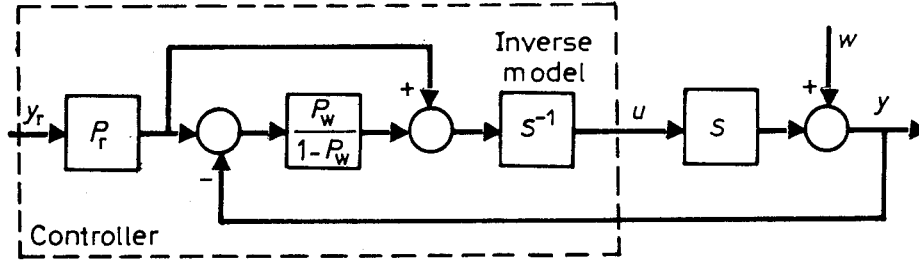 Inverse
model
w
+
+
y_r
P_r
P_w
1-P_w
s⁻¹
u
s
y
−
Controller